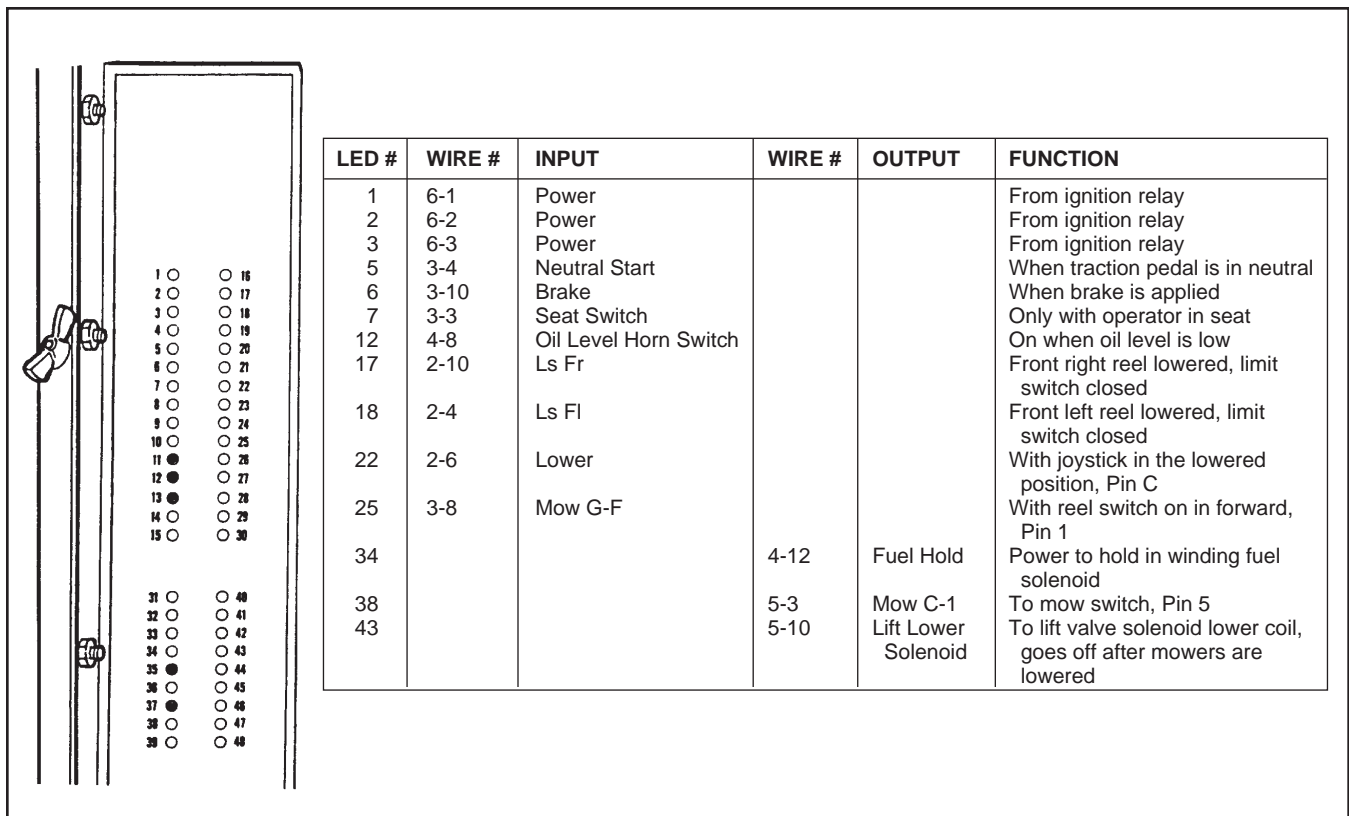 LED # WIRE # INPUT WIRE # OUTPUT FUNCTION
1 6-1 Power From ignition relay
2 6-2 Power From ignition relay
3 6-3 Power From ignition relay
5 3-4 Neutral Start When traction pedal is in neutral
6 3-10 Brake When brake is applied
7 3-3 Seat Switch Only with operator in seat
12 4-8 Oil Level Horn Switch On when oil level is low
17 2-10 Ls Fr Front right reel lowered, limit
switch closed
18 2-4 Ls Fl Front left reel lowered, limit
switch closed
22 2-6 Lower With joystick in the lowered
position, Pin C
25 3-8 Mow G-F With reel switch on in forward,
Pin 1
34 4-12 Fuel Hold Power to hold in winding fuel
solenoid
38 5-3 Mow C-1 To mow switch, Pin 5
43 5-10 Lift Lower To lift valve solenoid lower coil,
Solenoid goes off after mowers are
lowered
1 16
2 17
3 18
4 19
5 20
6 21
7 22
8 23
9 24
10 25
11 26
12 27
13 28
14 29
15 30
31 40
32 41
33 42
34 43
35 44
36 45
37 46
38 47
39 48